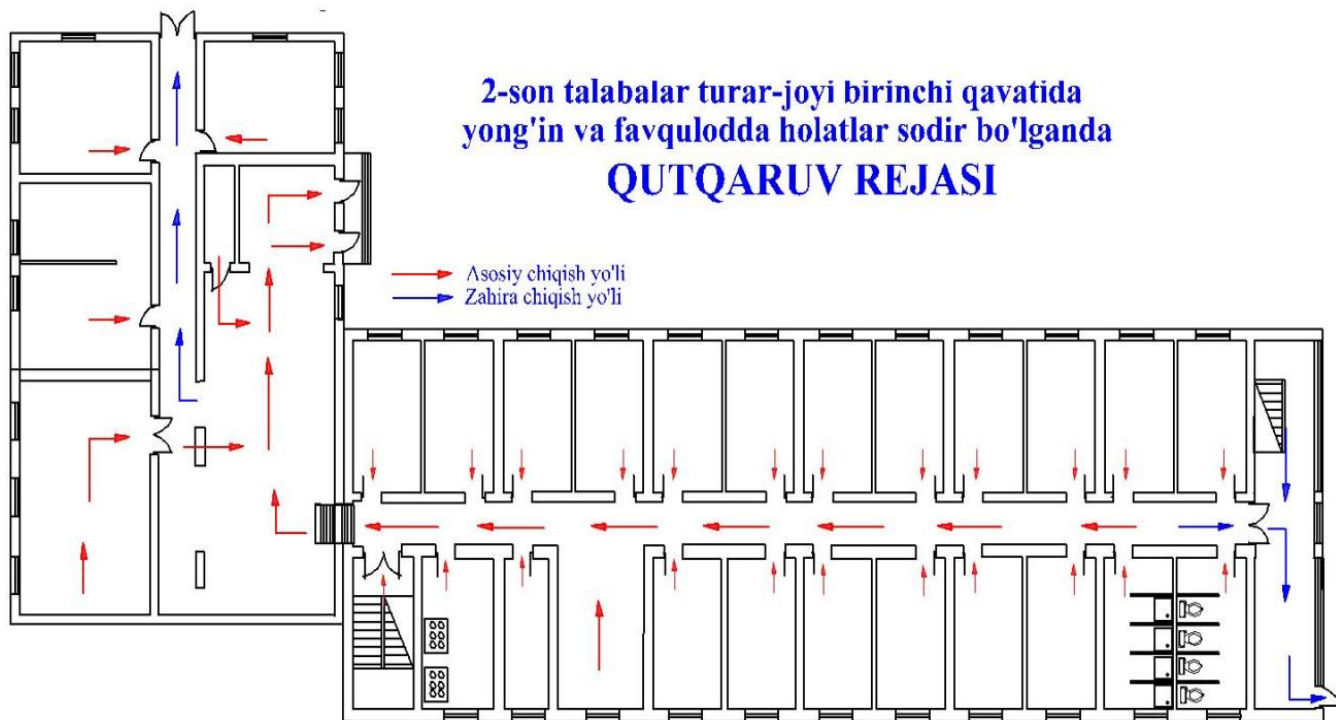 2-son talabalar turar-joyi birinchi qavatida
yong'in va favqulodda holatlar sodir bo'lganda
QUTQARUV REJASI
Asosiy chiqish yo'li
Zahira chiqish yo'li